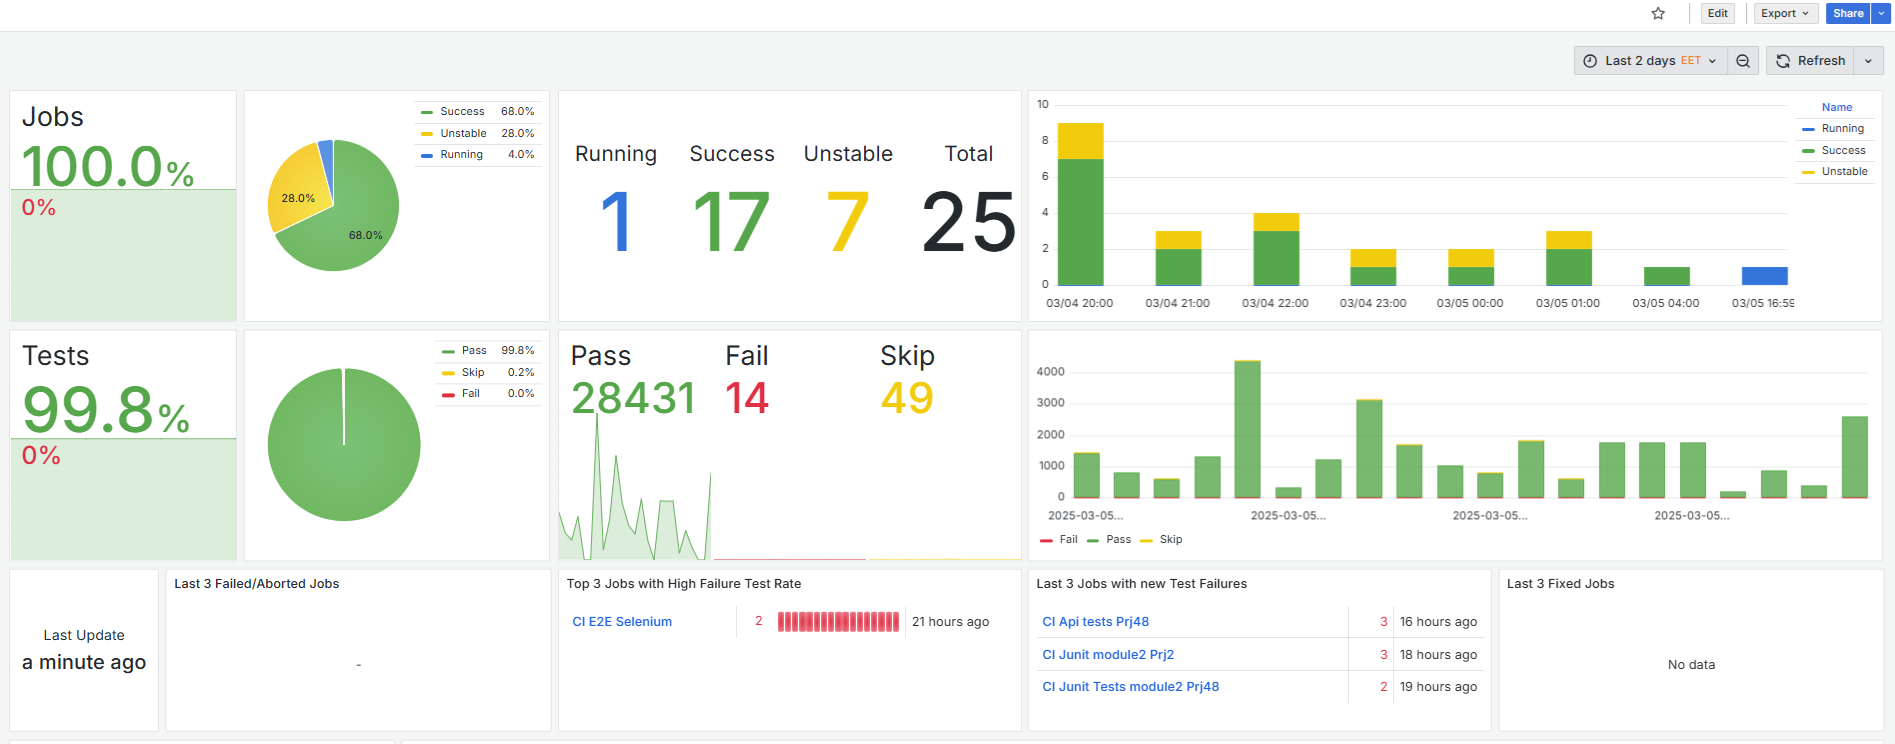 Edit
Export
Share
Last 2 days EET
Refresh
Jobs
100.0%
0%
Success 68.0%
Unstable 28.0%
Running 4.0%
28.0%
68.0%
Running Success Unstable Total
1 17 7 25
10
8
6
4
2
0
03/04 20:00 03/04 21:00 03/04 22:00 03/04 23:00 03/05 00:00 03/05 01:00 03/05 04:00 03/05 16:59
Name
Running
Success
Unstable
Tests
99.8%
0%
Pass 99.8%
Skip 0.2%
Fail 0.0%
Pass Fail Skip
28431 14 49
4000
3000
2000
1000
0
2025-03-05... 2025-03-05... 2025-03-05... 2025-03-05...
Fail Pass Skip
Last Update
a minute ago
Last 3 Failed/Aborted Jobs
-
Top 3 Jobs with High Failure Test Rate
CI E2E Selenium 2 21 hours ago
Last 3 Jobs with new Test Failures
CI Api tests Prj48 3 16 hours ago
CI Junit module2 Prj2 3 18 hours ago
CI Junit Tests module2 Prj48 2 19 hours ago
Last 3 Fixed Jobs
No data